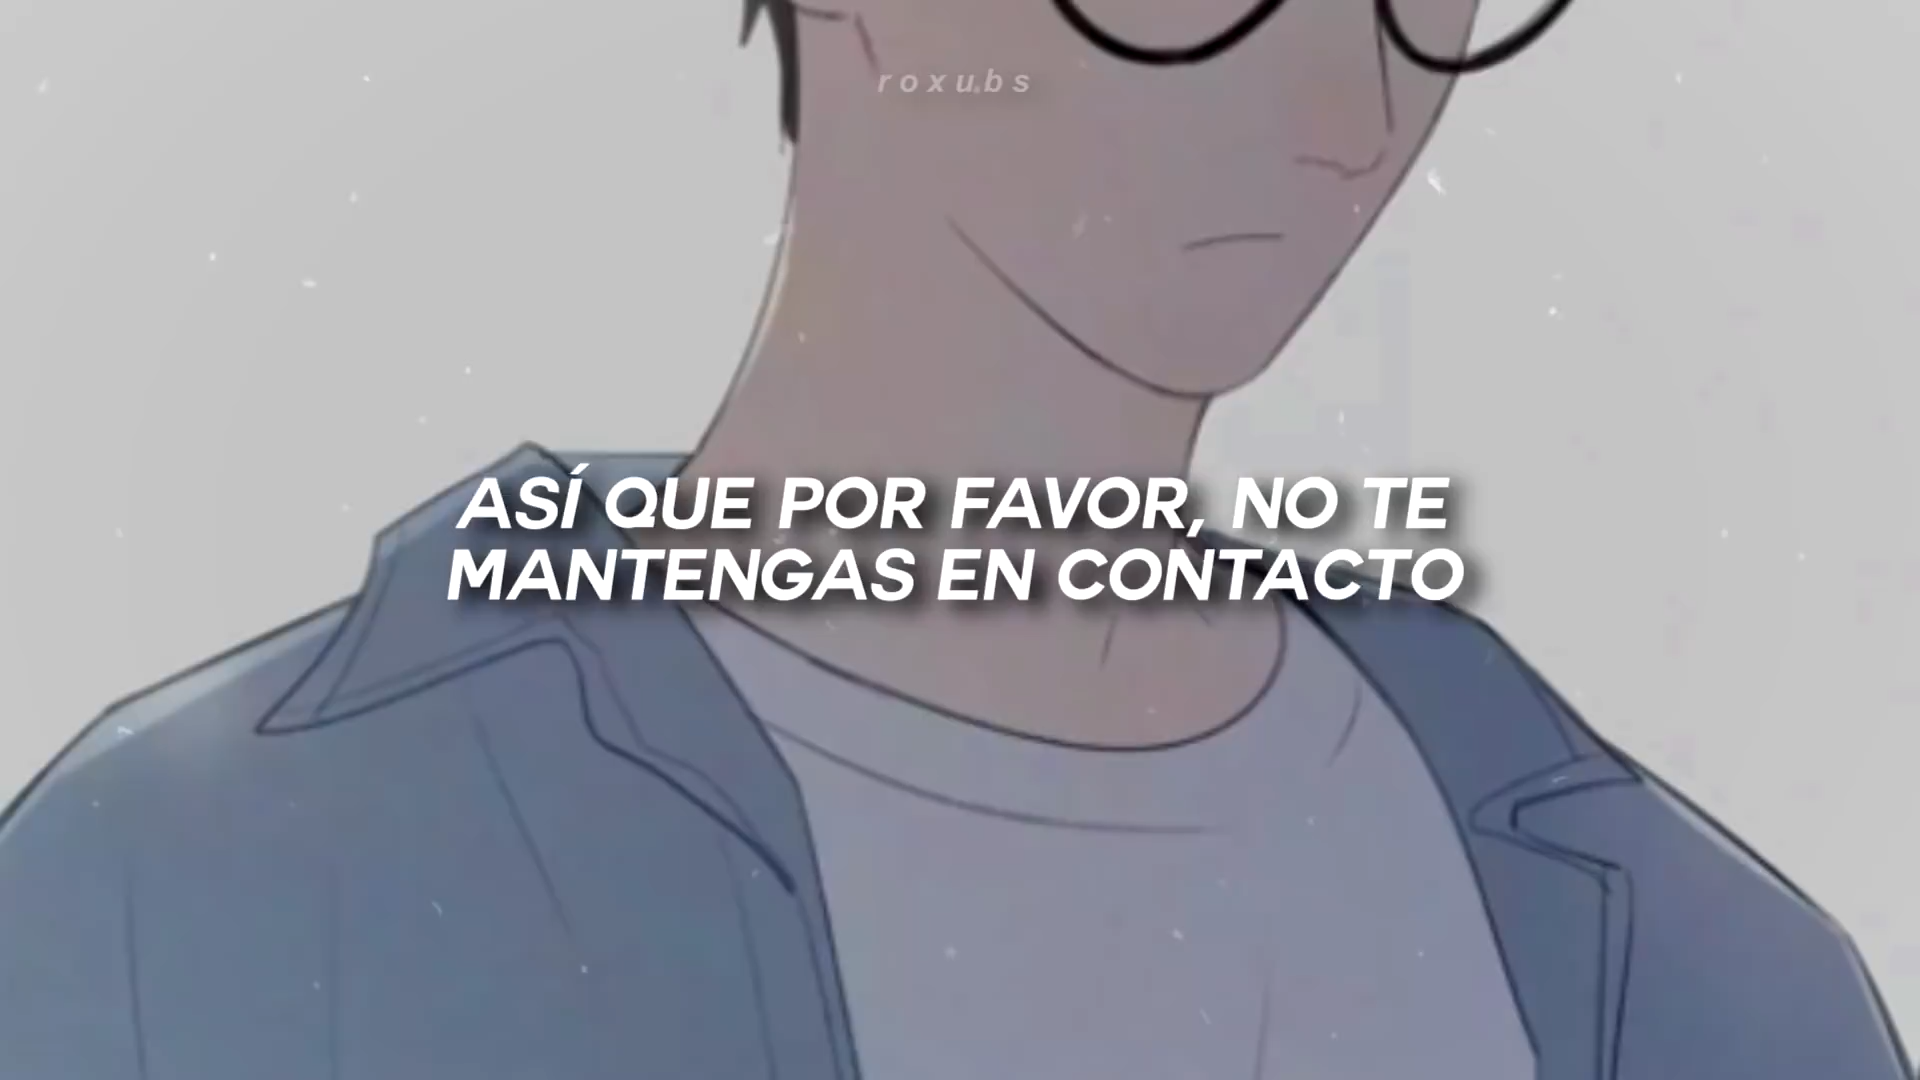 roxubs
ASÍ QUE POR FAVOR, NO TE
MANTENGAS EN CONTACTO